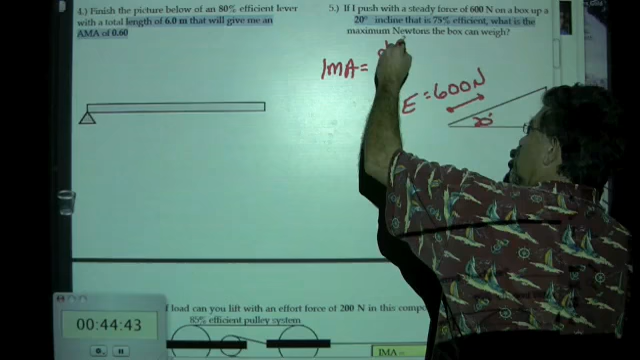 4.) Finish the picture below of an 80% efficient lever
with a total length of 6.0 m that will give me an
AMA of 0.60
5.) If I push with a steady force of 600 N on a box up a
20° incline that is 75% efficient, what is the
maximum Newtons the box can weigh?
IMA =
E = 600N
20°
f load can you lift with an effort force of 200 N in this compo
85% efficient pulley system
00:44:43
IMA =